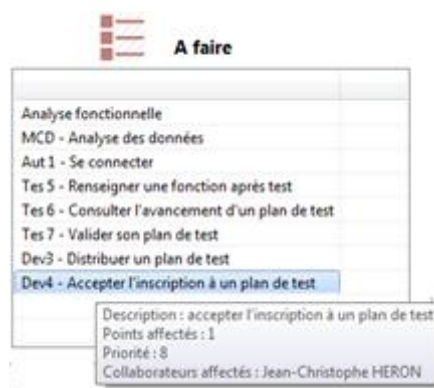 A faire
Analyse fonctionnelle
MCD - Analyse des données
Aut 1 - Se connecter
Tes 5 - Renseigner une fonction après test
Tes 6 - Consulter l'avancement d'un plan de test
Tes 7 - Valider son plan de test
Dev3 - Distribuer un plan de test
Dev4 - Accepter l'inscription à un plan de test
Description : accepter l'inscription à un plan de test
Points affectés : 1
Priorité : 8
Collaborateurs affectés : Jean-Christophe HERON